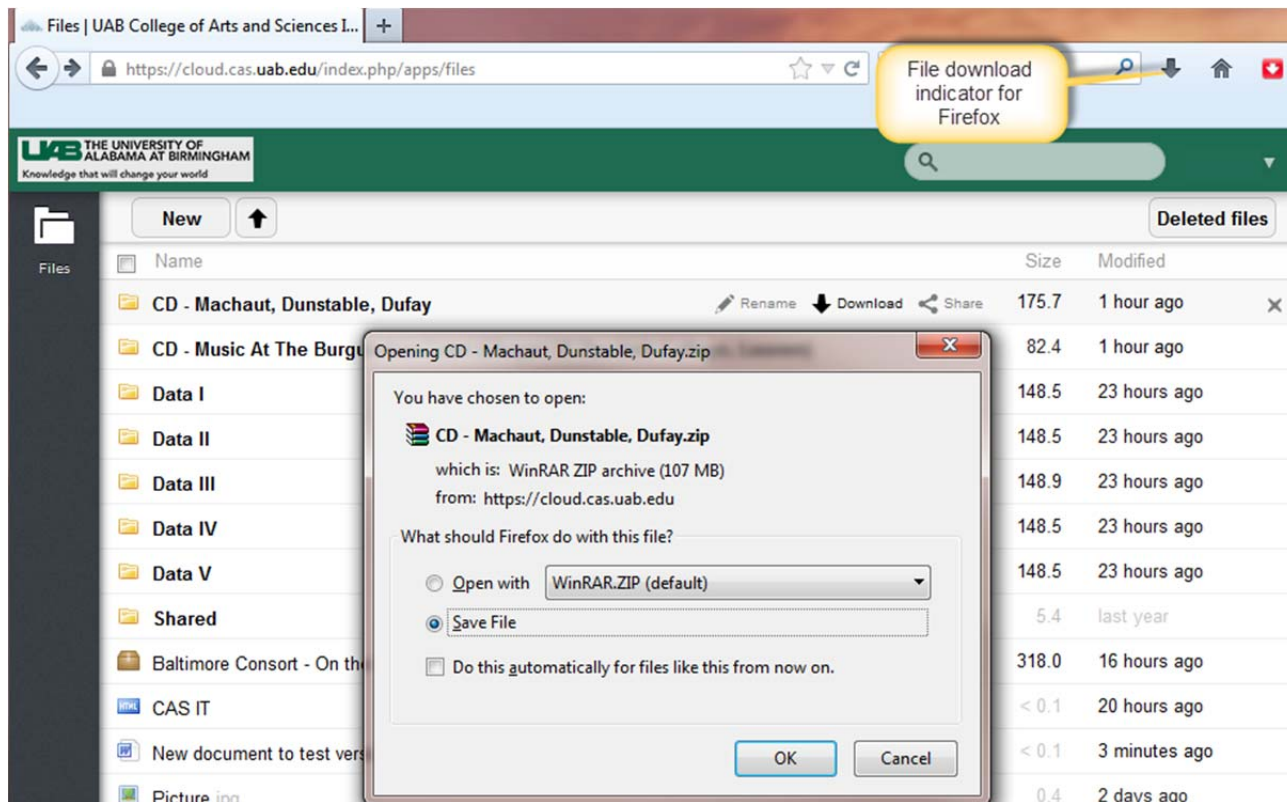 Files | UAB College of Arts and Sciences I... +
https://cloud.cas.uab.edu/index.php/apps/files
File download
indicator for
Firefox
UAB THE UNIVERSITY OF
ALABAMA AT BIRMINGHAM
Knowledge that will change your world
New
Deleted files
Files
Name Size Modified
CD - Machaut, Dunstable, Dufay Rename Download Share 175.7 1 hour ago
CD - Music At The Burgu 82.4 1 hour ago
Opening CD - Machaut, Dunstable, Dufay.zip
You have chosen to open:
CD - Machaut, Dunstable, Dufay.zip
which is: WinRAR ZIP archive (107 MB)
from: https://cloud.cas.uab.edu
What should Firefox do with this file?
Open with WinRAR.ZIP (default)
Save File
Do this automatically for files like this from now on.
OK Cancel
Data I 148.5 23 hours ago
Data II 148.5 23 hours ago
Data III 148.9 23 hours ago
Data IV 148.5 23 hours ago
Data V 148.5 23 hours ago
Shared 5.4 last year
Baltimore Consort - On the 318.0 16 hours ago
HTML CAS IT < 0.1 20 hours ago
New document to test vers < 0.1 3 minutes ago
Picture.jpg 0.4 2 days ago